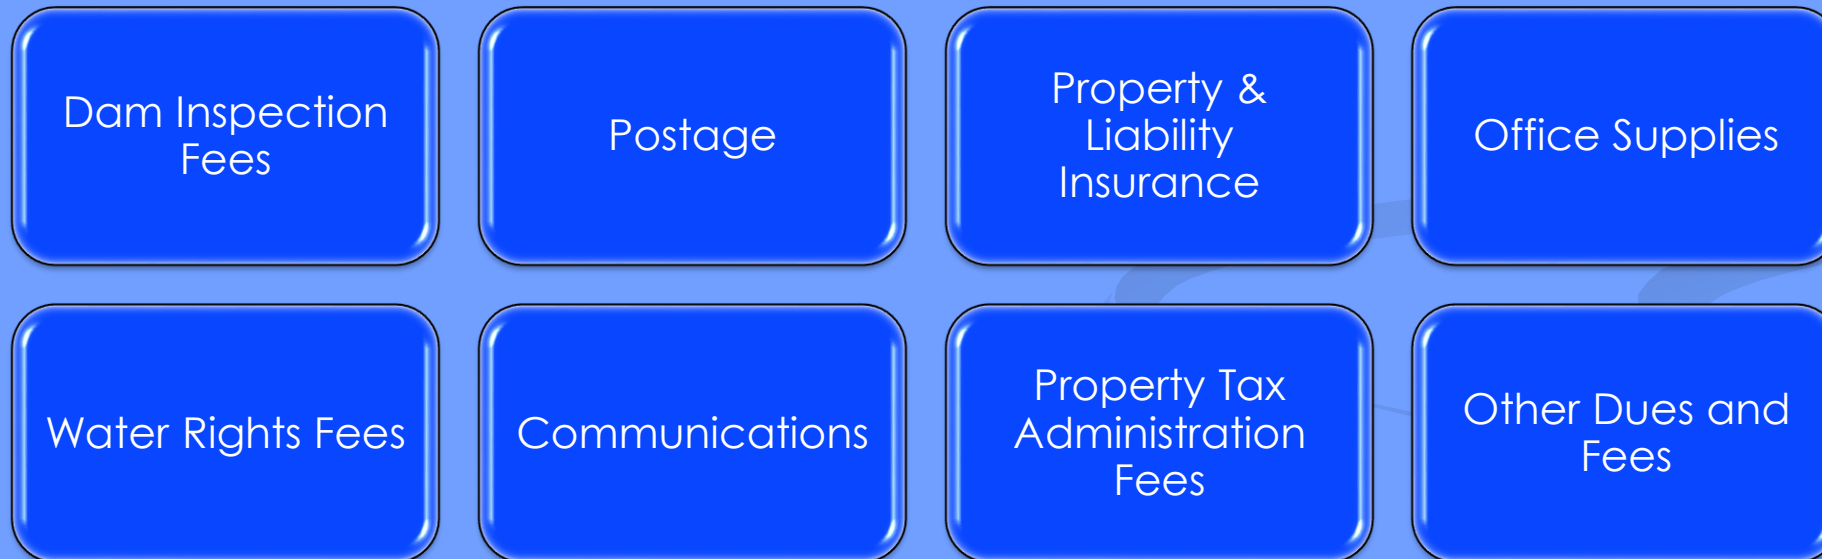 Dam Inspection
Fees
Postage
Property &
Liability
Insurance
Office Supplies
Water Rights Fees
Communications
Property Tax
Administration
Fees
Other Dues and
Fees